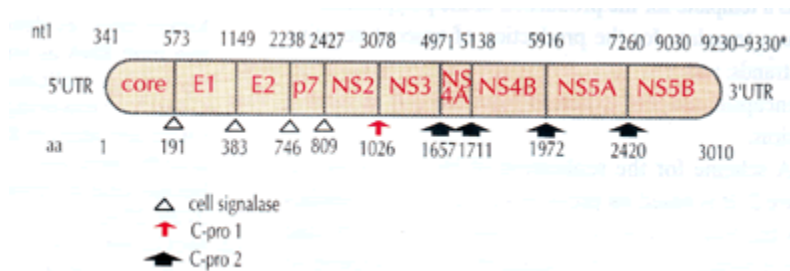 nt1 341 573 1149 2238 2427 3078 4971 5138 5916 7260 9030 9230–9330*
5'UTR core E1 E2 p7 NS2 NS3 NS4A NS4B NS5A NS5B 3'UTR
aa 1 191 383 746 809 1026 1657 1711 1972 2420 3010
cell signalase
C-pro 1
C-pro 2